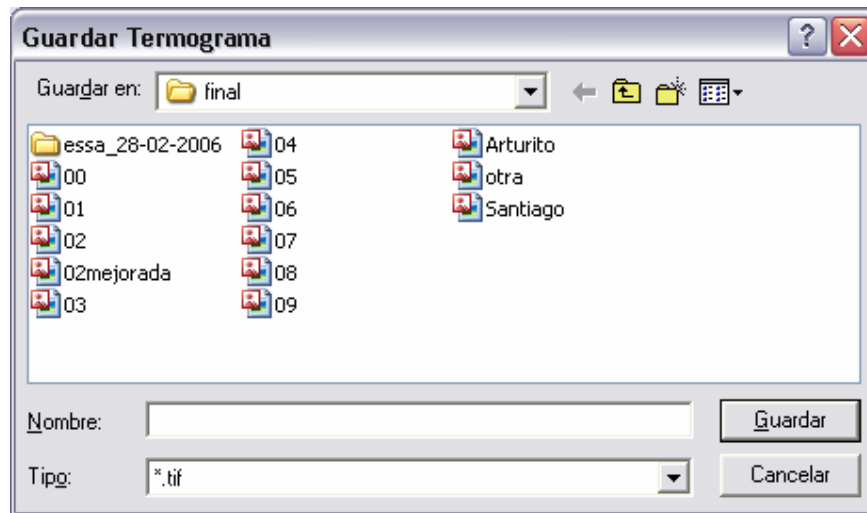 Guardar Termograma
Guardar en: final
essa_28-02-2006
00
01
02
02mejorada
03
04
05
06
07
08
09
Arturito
otra
Santiago
Nombre:
Guardar
Tipo: *.tif
Cancelar